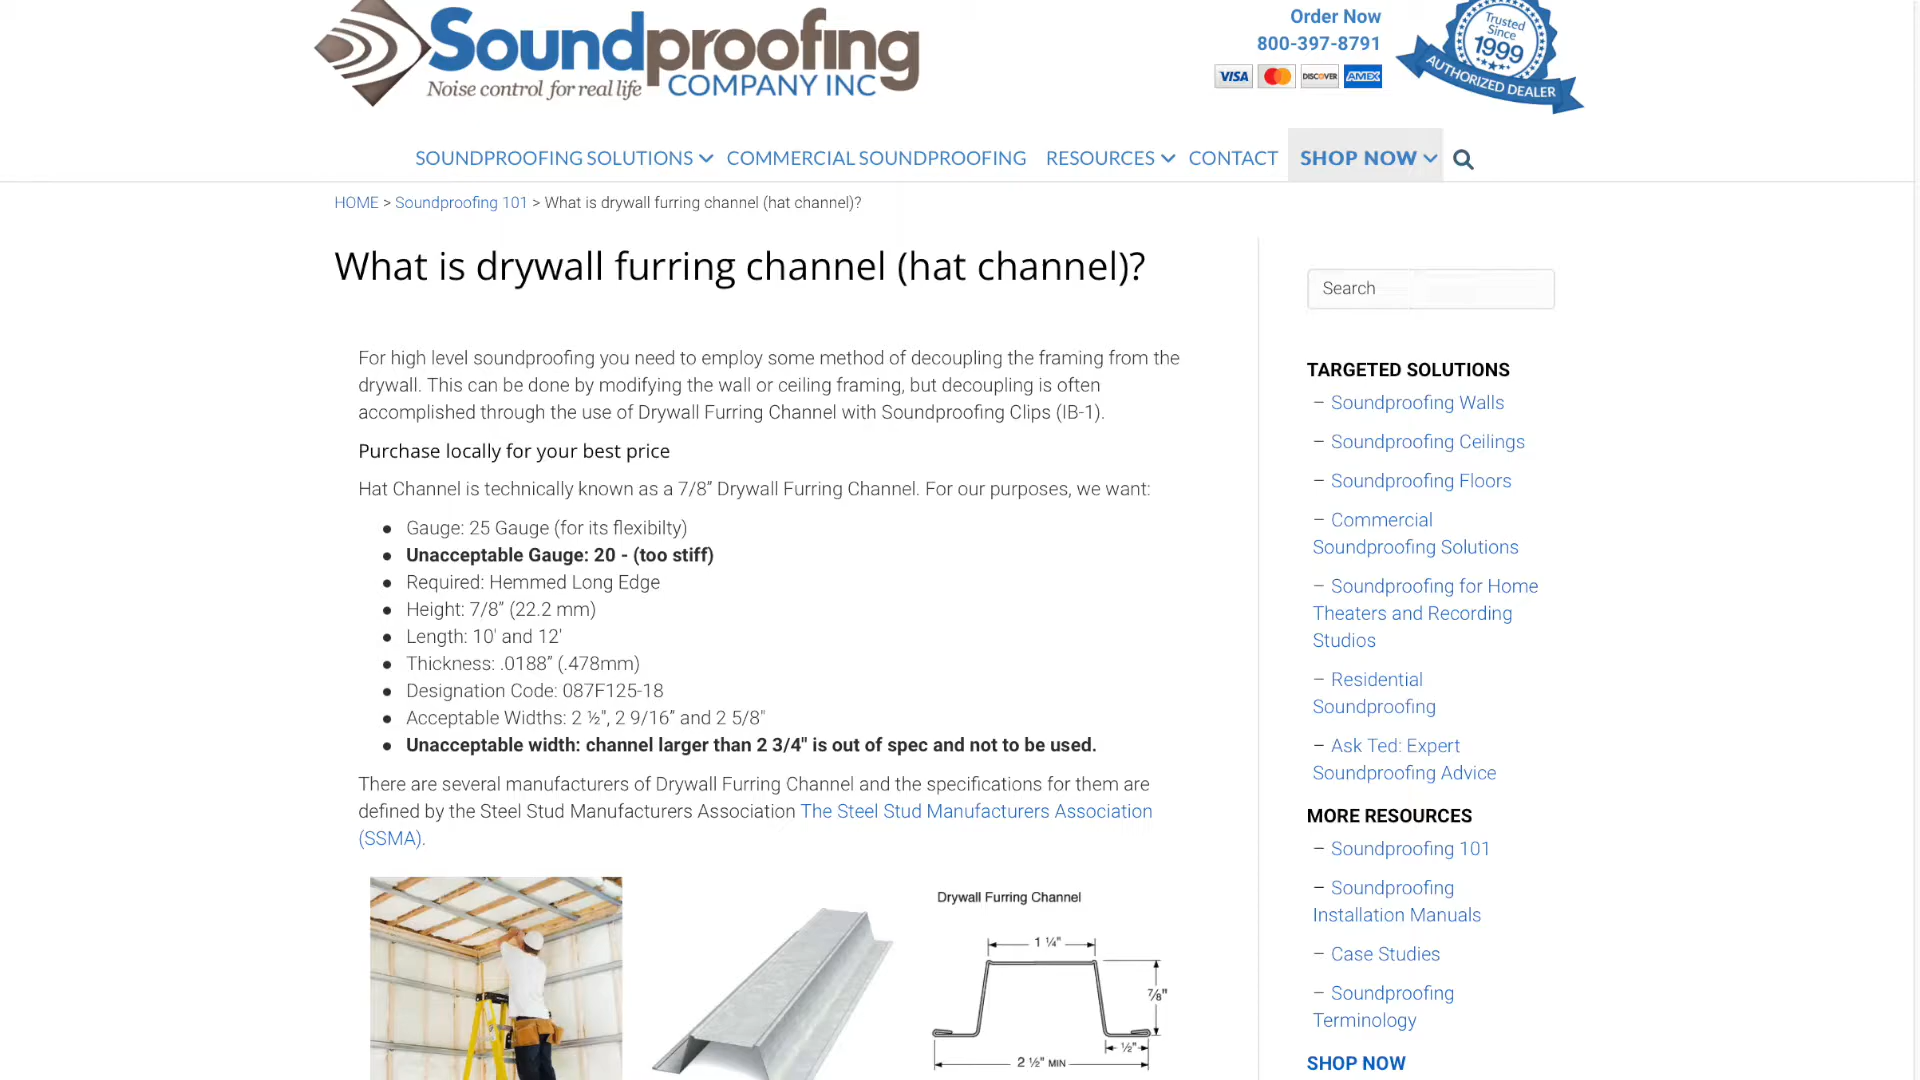 Soundproofing
Noise control for real life COMPANY INC
Order Now
800-397-8791
VISA DISCOVER AMEX
Trusted
Since
1999
AUTHORIZED DEALER
SOUNDPROOFING SOLUTIONS COMMERCIAL SOUNDPROOFING RESOURCES CONTACT SHOP NOW
HOME > Soundproofing 101 > What is drywall furring channel (hat channel)?
What is drywall furring channel (hat channel)?
For high level soundproofing you need to employ some method of decoupling the framing from the
drywall. This can be done by modifying the wall or ceiling framing, but decoupling is often
accomplished through the use of Drywall Furring Channel with Soundproofing Clips (IB-1).
Purchase locally for your best price
Hat Channel is technically known as a 7/8” Drywall Furring Channel. For our purposes, we want:
● Gauge: 25 Gauge (for its flexibilty)
● Unacceptable Gauge: 20 - (too stiff)
● Required: Hemmed Long Edge
● Height: 7/8” (22.2 mm)
● Length: 10' and 12'
● Thickness: .0188” (.478mm)
● Designation Code: 087F125-18
● Acceptable Widths: 2 ½", 2 9/16” and 2 5/8"
● Unacceptable width: channel larger than 2 3/4" is out of spec and not to be used.
There are several manufacturers of Drywall Furring Channel and the specifications for them are
defined by the Steel Stud Manufacturers Association The Steel Stud Manufacturers Association
(SSMA).
Drywall Furring Channel
1 ¼"
⅞"
½"
2 ½" MIN
Search
TARGETED SOLUTIONS
– Soundproofing Walls
– Soundproofing Ceilings
– Soundproofing Floors
– Commercial
Soundproofing Solutions
– Soundproofing for Home
Theaters and Recording
Studios
– Residential
Soundproofing
– Ask Ted: Expert
Soundproofing Advice
MORE RESOURCES
– Soundproofing 101
– Soundproofing
Installation Manuals
– Case Studies
– Soundproofing
Terminology
SHOP NOW